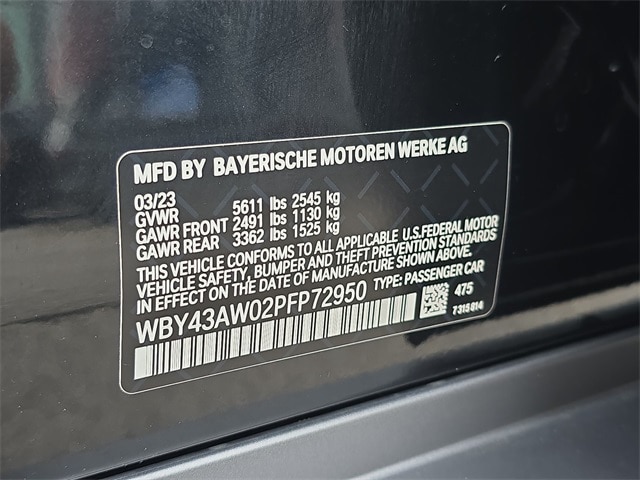 MFD BY BAYERISCHE MOTOREN WERKE AG
03/23
GVWR 5611 lbs 2545 kg
GAWR FRONT 2491 lbs 1130 kg
GAWR REAR 3362 lbs 1525 kg
THIS VEHICLE CONFORMS TO ALL APPLICABLE U.S.FEDERAL MOTOR
VEHICLE SAFETY, BUMPER AND THEFT PREVENTION STANDARDS
IN EFFECT ON THE DATE OF MANUFACTURE SHOWN ABOVE.
WBY43AW02PFP72950 TYPE: PASSENGER CAR
475
7315814